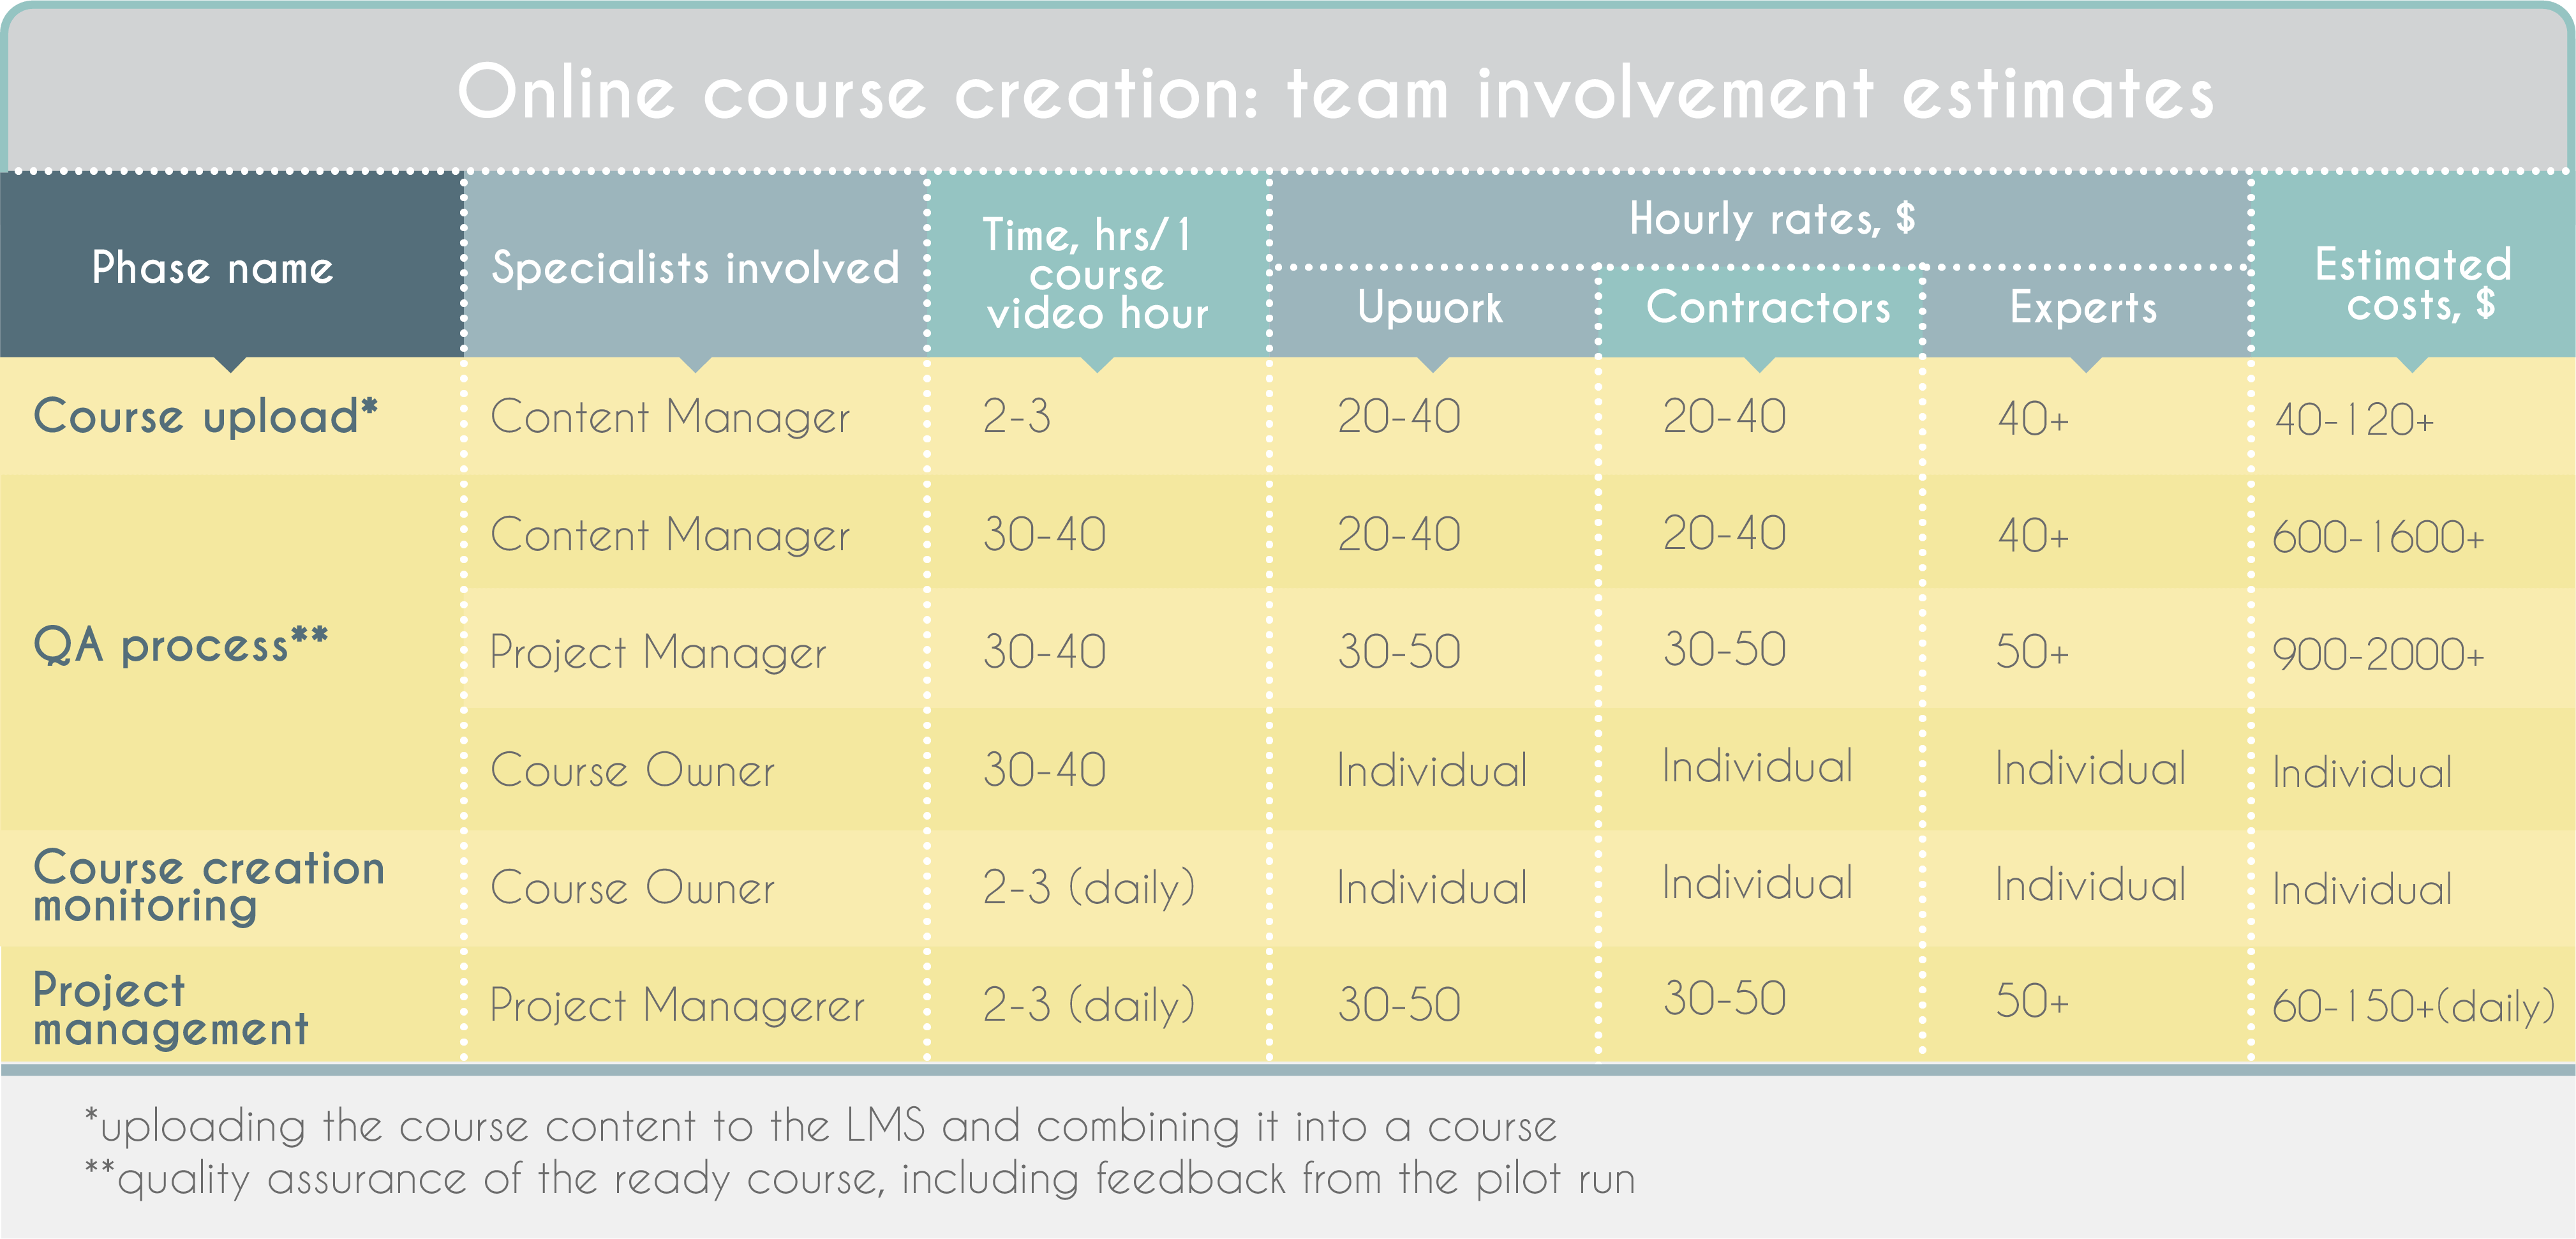 Online course creation: team involvement estimates
Phase name
Specialists involved
Time, hrs/1
course
video hour
Hourly rates, $
Upwork
Contractors
Experts
Estimated
costs, $
Course upload*
Content Manager
2-3
20-40
20-40
40+
40-120+
QA process**
Content Manager
30-40
20-40
20-40
40+
600-1600+
Project Manager
30-40
30-50
30-50
50+
900-2000+
Course Owner
30-40
Individual
Individual
Individual
Individual
Course creation
monitoring
Course Owner
2-3 (daily)
Individual
Individual
Individual
Individual
Project
management
Project Managerer
2-3 (daily)
30-50
30-50
50+
60-150+(daily)
*uploading the course content to the LMS and combining it into a course
**quality assurance of the ready course, including feedback from the pilot run